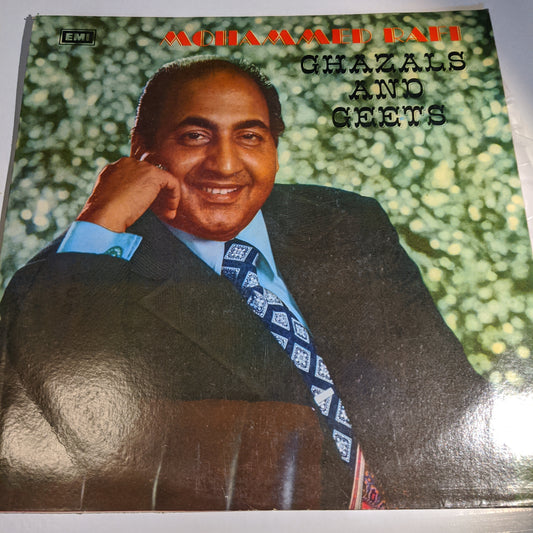 EMI
MOHAMMED RAFI
GHAZALS
AND
GEETS